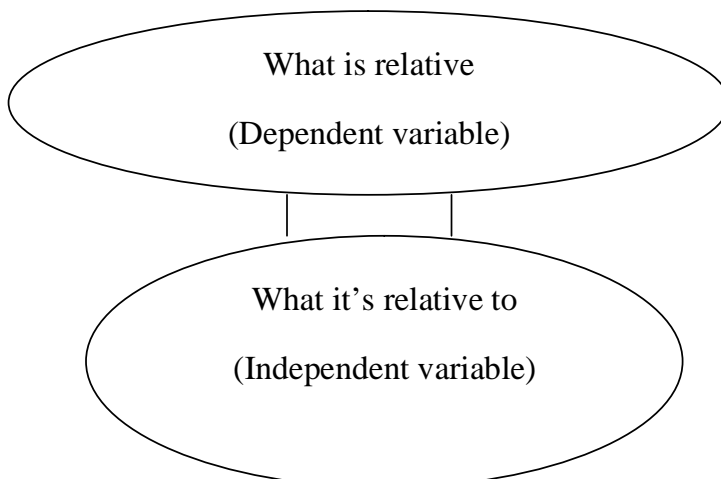 What is relative
(Dependent variable)
What it’s relative to
(Independent variable)